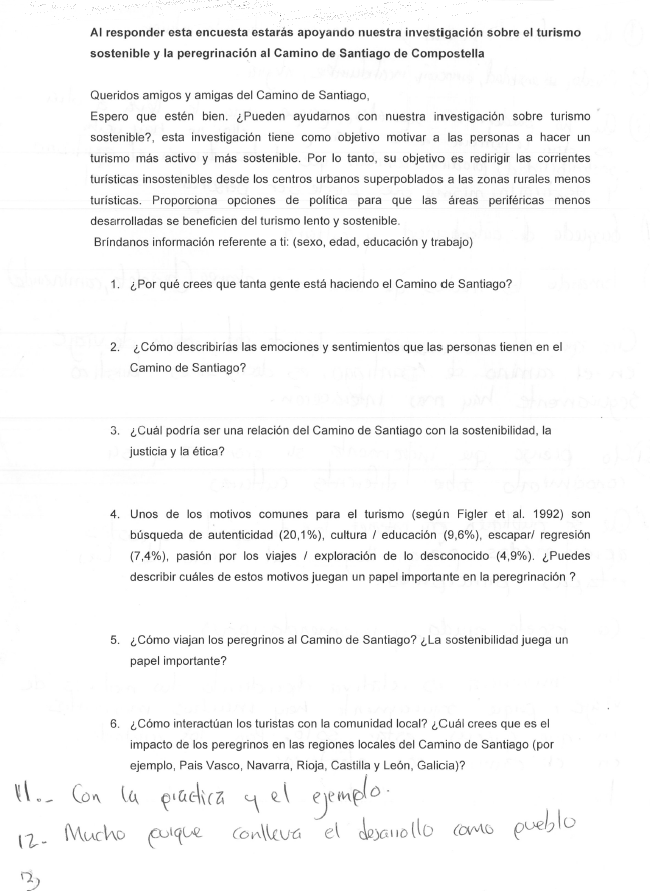 Al responder esta encuesta estarás apoyando nuestra investigación sobre el turismo
sostenible y la peregrinación al Camino de Santiago de Compostella
Queridos amigos y amigas del Camino de Santiago,
Espero que estén bien. ¿Pueden ayudarnos con nuestra investigación sobre turismo
sostenible?, esta investigación tiene como objetivo motivar a las personas a hacer un
turismo más activo y más sostenible. Por lo tanto, su objetivo es redirigir las corrientes
turísticas insostenibles desde los centros urbanos superpoblados a las zonas rurales menos
turísticas. Proporciona opciones de política para que las áreas periféricas menos
desarrolladas se beneficien del turismo lento y sostenible.
Bríndanos información referente a ti: (sexo, edad, educación y trabajo)
1. ¿Por qué crees que tanta gente está haciendo el Camino de Santiago?
2. ¿Cómo describirías las emociones y sentimientos que las personas tienen en el
Camino de Santiago?
3. ¿Cuál podría ser una relación del Camino de Santiago con la sostenibilidad, la
justicia y la ética?
4. Unos de los motivos comunes para el turismo (según Figler et al. 1992) son
búsqueda de autenticidad (20,1%), cultura / educación (9,6%), escapar/ regresión
(7,4%), pasión por los viajes / exploración de lo desconocido (4,9%). ¿Puedes
describir cuáles de estos motivos juegan un papel importante en la peregrinación ?
5. ¿Cómo viajan los peregrinos al Camino de Santiago? ¿La sostenibilidad juega un
papel importante?
6. ¿Cómo interactúan los turistas con la comunidad local? ¿Cuál crees que es el
impacto de los peregrinos en las regiones locales del Camino de Santiago (por
ejemplo, Pais Vasco, Navarra, Rioja, Castilla y León, Galicia)?
11.- Con la practica y el ejemplo.
12.- Mucho porque conlleva el desarrollo como pueblo